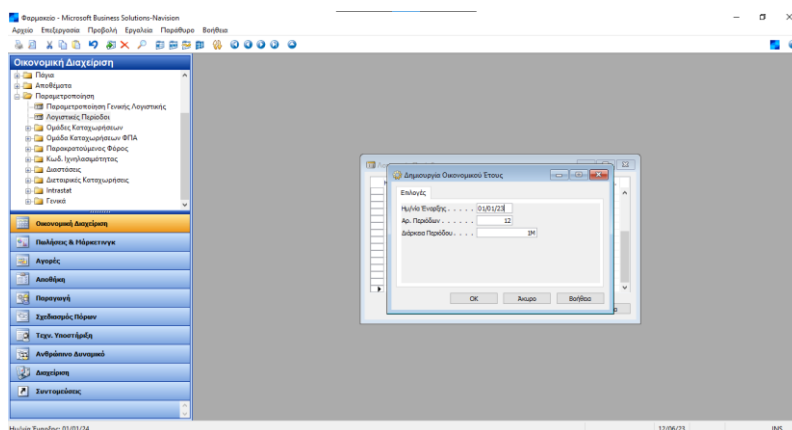 Φαρμακείο - Microsoft Business Solutions-Navision
Αρχείο Επεξεργασία Προβολή Εργαλεία Παράθυρο Βοήθεια
Οικονομική Διαχείριση
Πάγια
Αποθέματα
Παραμετροποίηση
Παραμετροποίηση Γενικής Λογιστικής
Λογιστικές Περίοδοι
Ομάδες Καταχωρήσεων
Ομάδα Καταχωρήσεων ΦΠΑ
Παρακρατούμενος Φόρος
Κωδ. Ιχνηλασιμότητας
Διαστάσεις
Διεταιρικές Καταχωρήσεις
Intrastat
Γενικά
Οικονομική Διαχείριση
Πωλήσεις & Μάρκετινγκ
Αγορές
Αποθήκη
Παραγωγή
Σχεδιασμός Πόρων
Τεχν. Υποστήριξη
Ανθρώπινο Δυναμικό
Διαχείριση
Συντομεύσεις
Δημιουργία Οικονομικού Έτους
Επιλογές
Ημ/νία Έναρξης . . . . . 01/01/23
Αρ. Περιόδων . . . . . . 12
Διάρκεια Περιόδου. . . . 1M
OK Άκυρο Βοήθεια
Ημ/νία Έναρξης: 01/01/24 12/06/23 INS